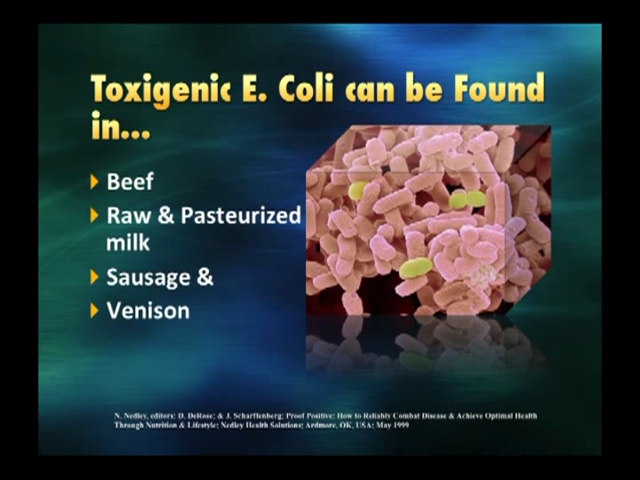 Toxigenic E. Coli can be Found
in...
Beef
Raw & Pasteurized
milk
Sausage &
Venison
N. Nedley, editors: D. DeRose; & J. Scharffenberg; Proof Positive: How to Reliably Combat Disease & Achieve Optimal Health
Through Nutrition & Lifestyle; Nedley Health Solutions; Ardmore, OK, USA; May 1999